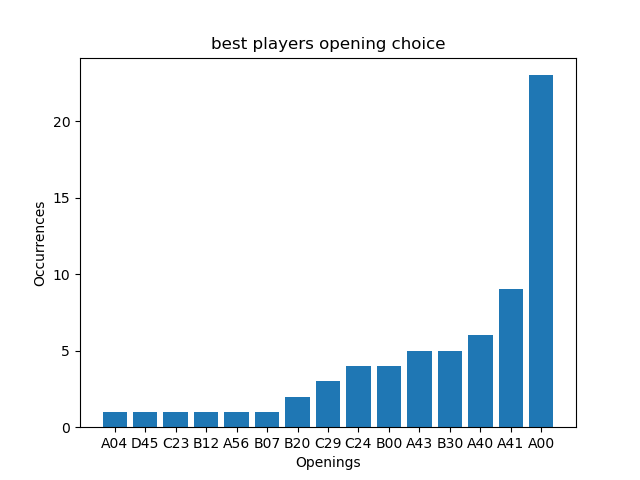 best players opening choice
Occurrences
20
15
10
5
0
A04 D45 C23 B12 A56 B07 B20 C29 C24 B00 A43 B30 A40 A41 A00
Openings